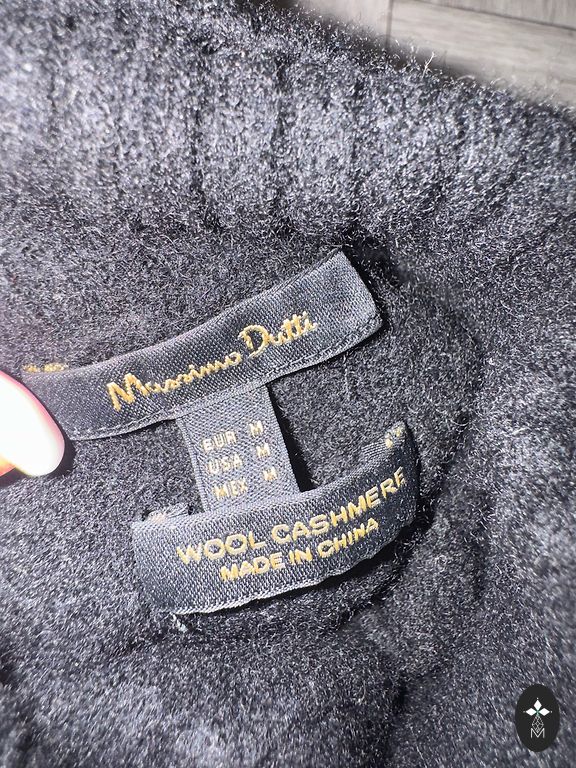 Massimo Dutti
EUR M
USA M
MEX M
WOOL CASHMERE
MADE IN CHINA
M